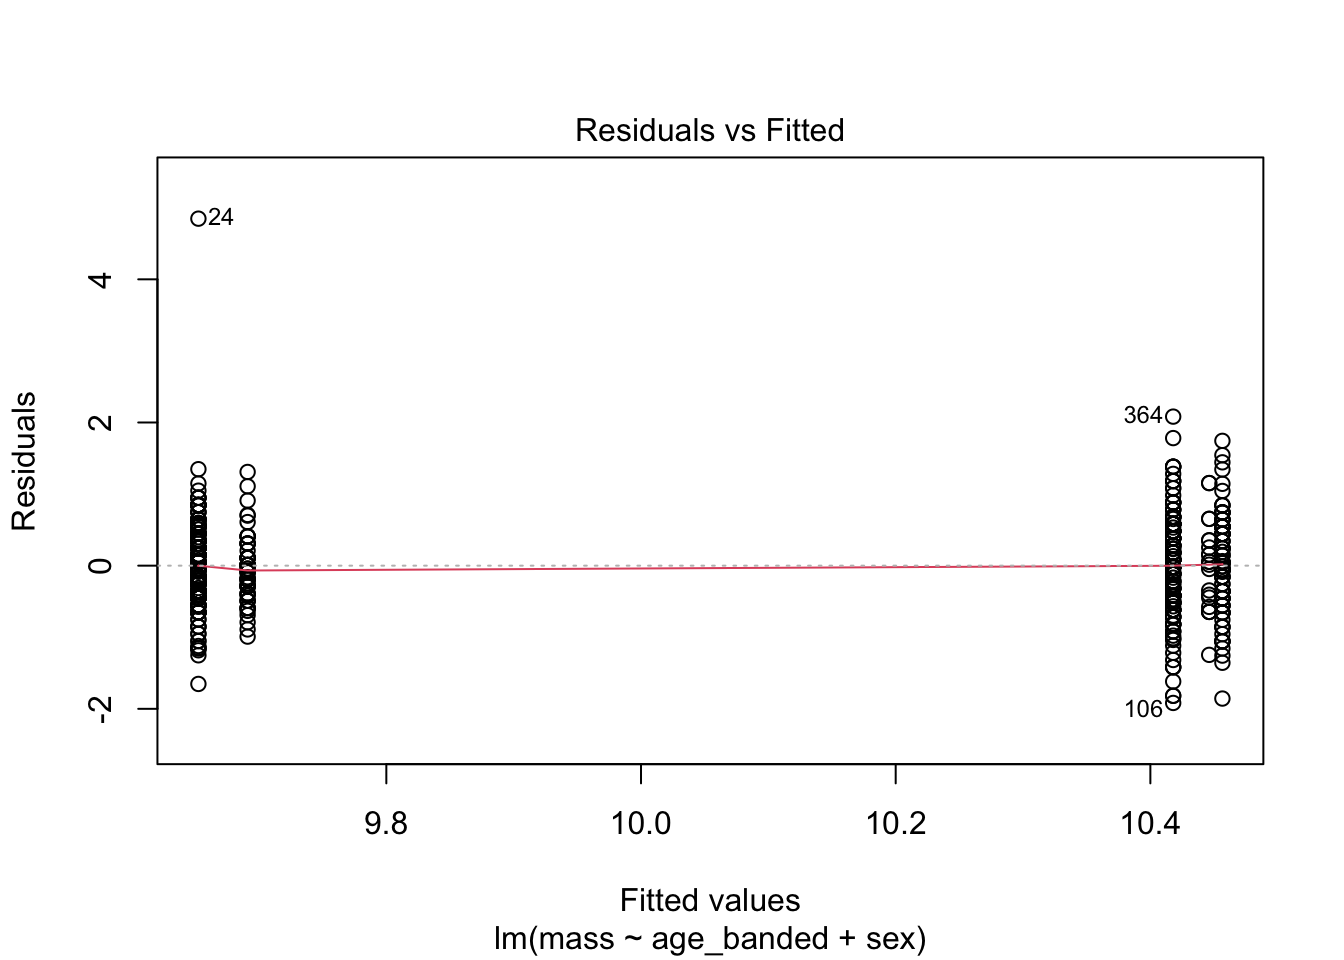 Residuals vs Fitted
24
4
364
2
Residuals
0
106
-2
9.8 10.0 10.2 10.4
Fitted values
lm(mass ~ age_banded + sex)